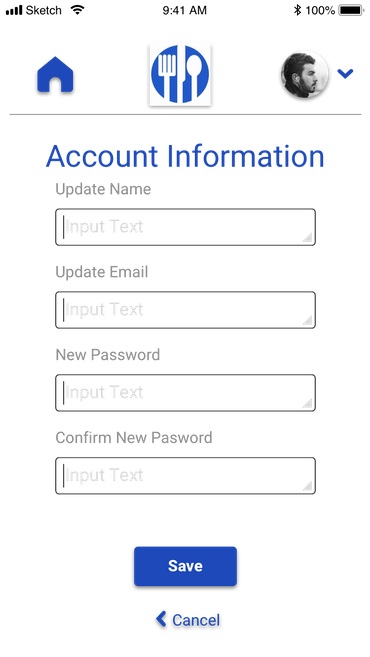 Sketch 9:41 AM 100%
Account Information
Update Name
Input Text
Update Email
Input Text
New Password
Input Text
Confirm New Pasword
Input Text
Save
Cancel